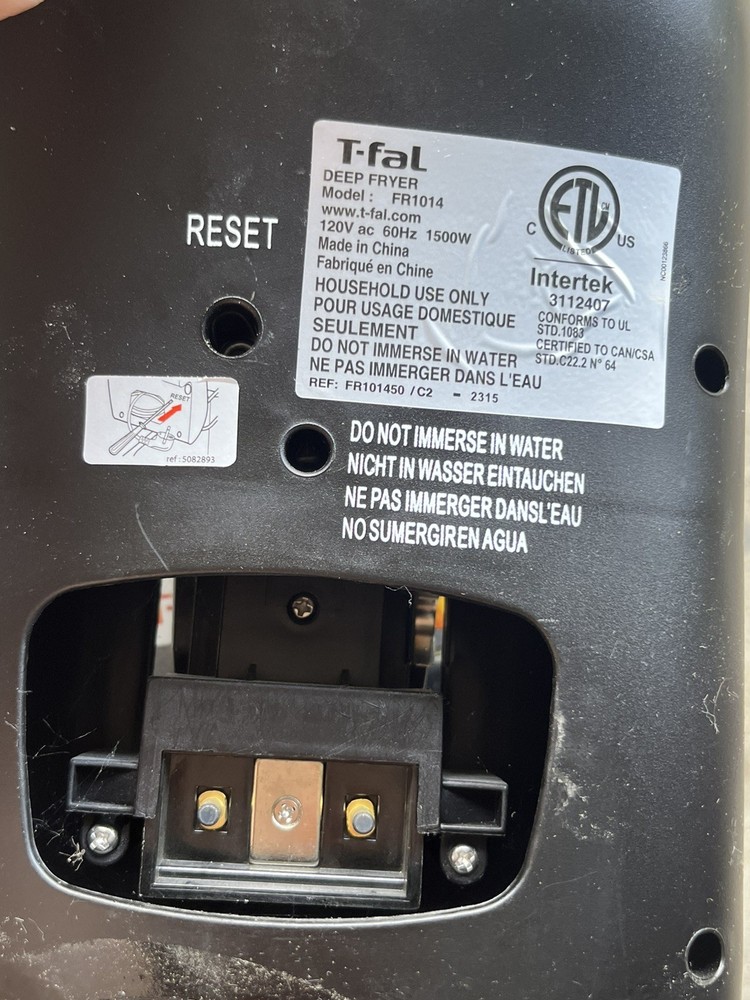 RESET
T-fal
DEEP FRYER
Model : FR1014
www.t-fal.com
120V ac 60Hz 1500W
Made in China
Fabriqué en Chine
HOUSEHOLD USE ONLY
POUR USAGE DOMESTIQUE
SEULEMENT
DO NOT IMMERSE IN WATER
NE PAS IMMERGER DANS L'EAU
REF: FR101450 /C2 - 2315
ETL
CM
C US
LISTED
Intertek
3112407
CONFORMS TO UL
STD.1083
CERTIFIED TO CAN/CSA
STD.C22.2 N° 64
NC00123866
RESET
ref:5082893
DO NOT IMMERSE IN WATER
NICHT IN WASSER EINTAUCHEN
NE PAS IMMERGER DANSL'EAU
NO SUMERGIREN AGUA